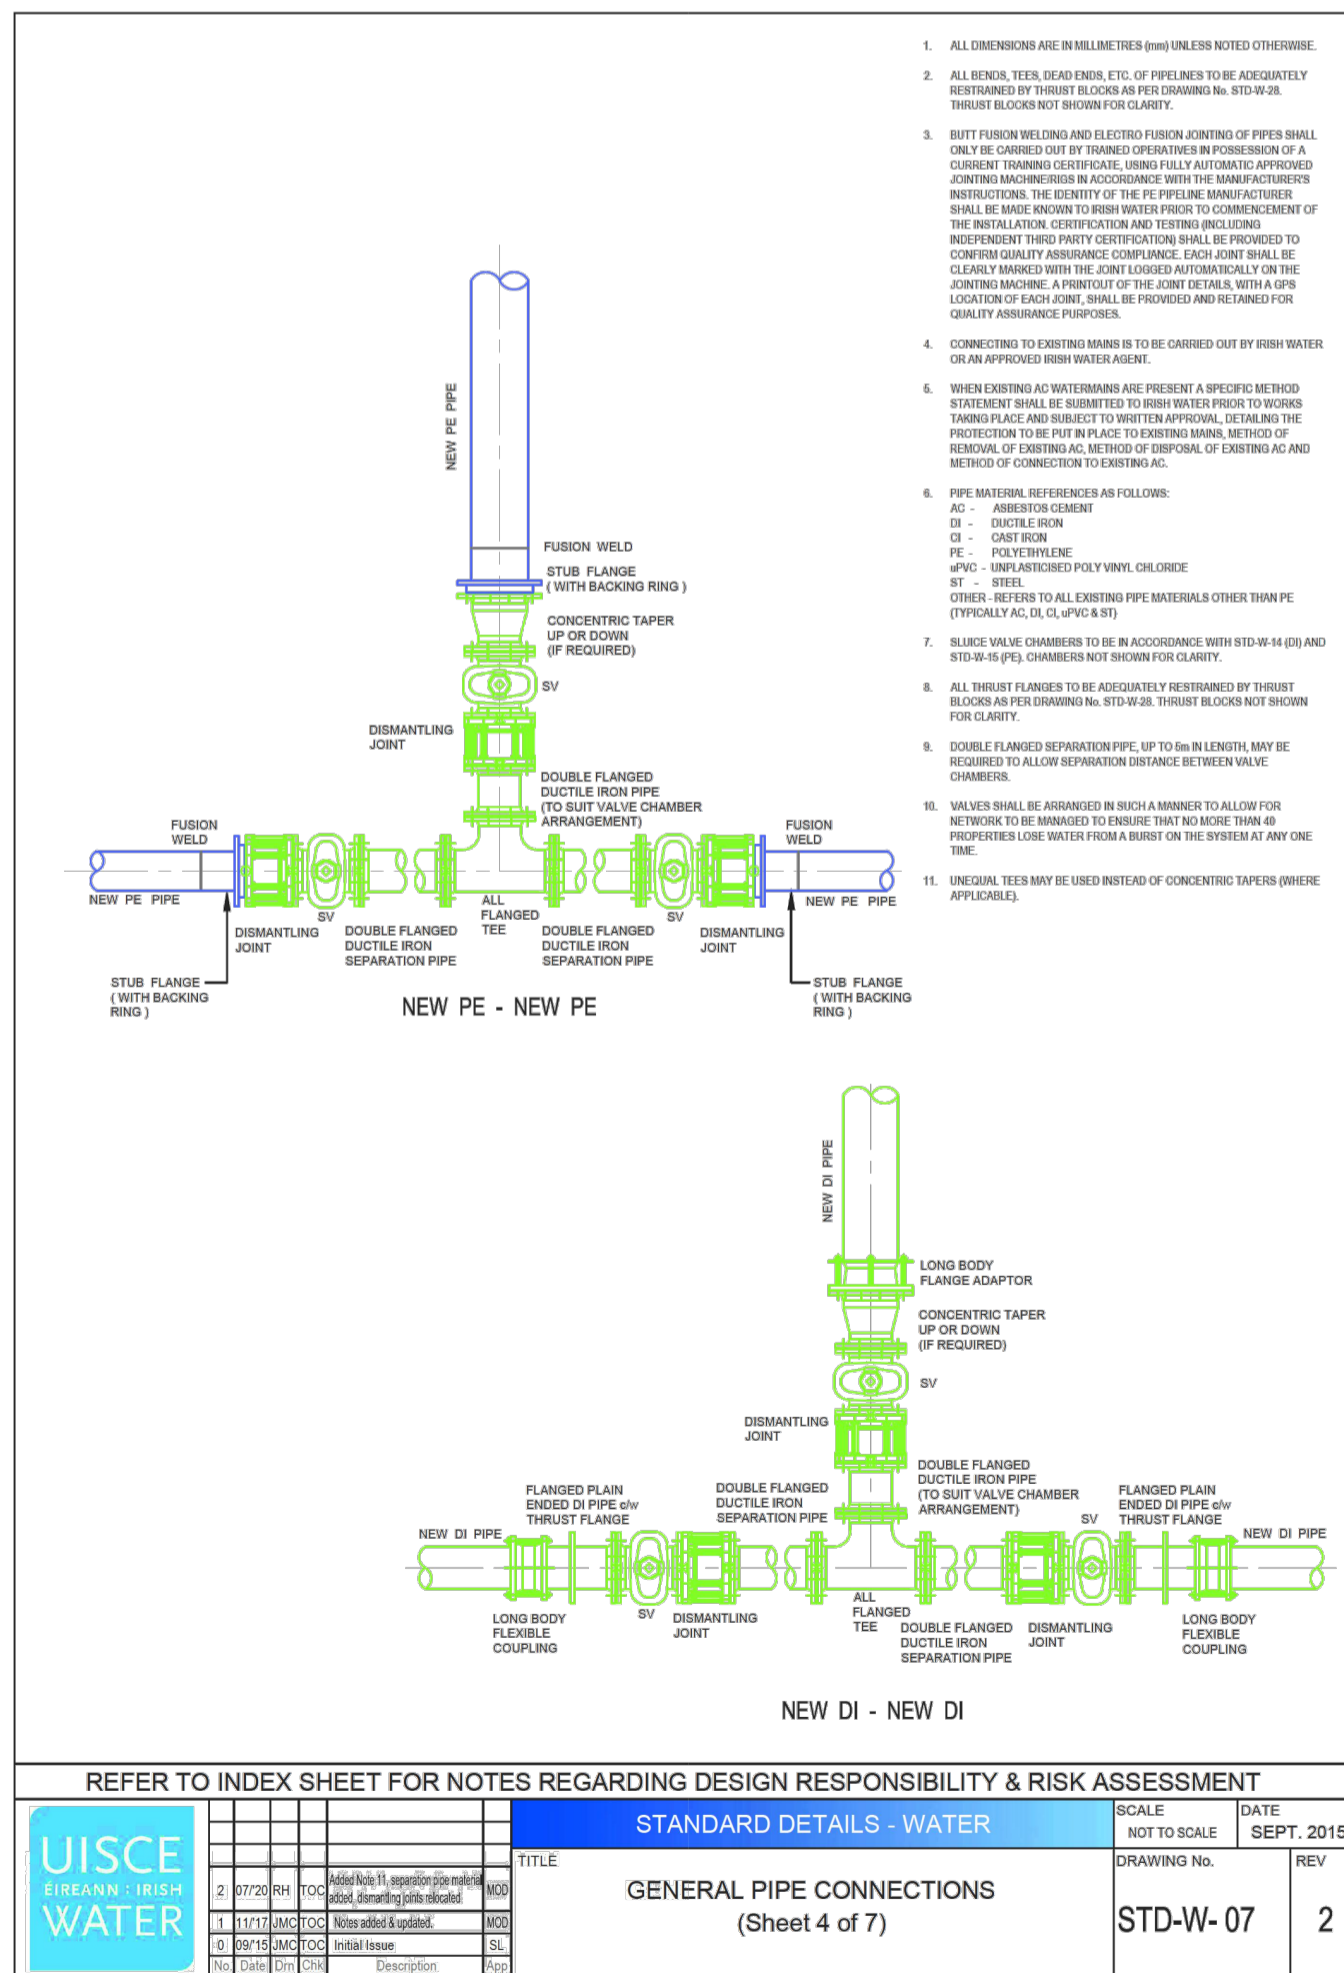 1. ALL DIMENSIONS ARE IN MILLIMETRES (mm) UNLESS NOTED OTHERWISE.
2. ALL BENDS, TEES, DEAD ENDS, ETC. OF PIPELINES TO BE ADEQUATELY
RESTRAINED BY THRUST BLOCKS AS PER DRAWING No. STD-W-28.
THRUST BLOCKS NOT SHOWN FOR CLARITY.
3. BUTT FUSION WELDING AND ELECTRO FUSION JOINTING OF PIPES SHALL
ONLY BE CARRIED OUT BY TRAINED OPERATIVES IN POSSESSION OF A
CURRENT TRAINING CERTIFICATE, USING FULLY AUTOMATIC APPROVED
JOINTING MACHINE/RIGS IN ACCORDANCE WITH THE MANUFACTURER'S
INSTRUCTIONS. THE IDENTITY OF THE PE PIPELINE MANUFACTURER
SHALL BE MADE KNOWN TO IRISH WATER PRIOR TO COMMENCEMENT OF
THE INSTALLATION. CERTIFICATION AND TESTING (INCLUDING
INDEPENDENT THIRD PARTY CERTIFICATION) SHALL BE PROVIDED TO
CONFIRM QUALITY ASSURANCE COMPLIANCE. EACH JOINT SHALL BE
CLEARLY MARKED WITH THE JOINT LOGGED AUTOMATICALLY ON THE
JOINTING MACHINE. A PRINTOUT OF THE JOINT DETAILS, WITH A GPS
LOCATION OF EACH JOINT, SHALL BE PROVIDED AND RETAINED FOR
QUALITY ASSURANCE PURPOSES.
4. CONNECTING TO EXISTING MAINS IS TO BE CARRIED OUT BY IRISH WATER
OR AN APPROVED IRISH WATER AGENT.
5. WHEN EXISTING AC WATERMAINS ARE PRESENT A SPECIFIC METHOD
STATEMENT SHALL BE SUBMITTED TO IRISH WATER PRIOR TO WORKS
TAKING PLACE AND SUBJECT TO WRITTEN APPROVAL, DETAILING THE
PROTECTION TO BE PUT IN PLACE TO EXISTING MAINS, METHOD OF
REMOVAL OF EXISTING AC, METHOD OF DISPOSAL OF EXISTING AC AND
METHOD OF CONNECTION TO EXISTING AC.
6. PIPE MATERIAL REFERENCES AS FOLLOWS:
AC - ASBESTOS CEMENT
DI - DUCTILE IRON
CI - CAST IRON
PE - POLYETHYLENE
uPVC - UNPLASTICISED POLY VINYL CHLORIDE
ST - STEEL
OTHER - REFERS TO ALL EXISTING PIPE MATERIALS OTHER THAN PE
(TYPICALLY AC, DI, CI, uPVC & ST)
7. SLUICE VALVE CHAMBERS TO BE IN ACCORDANCE WITH STD-W-14 (DI) AND
STD-W-15 (PE). CHAMBERS NOT SHOWN FOR CLARITY.
8. ALL THRUST FLANGES TO BE ADEQUATELY RESTRAINED BY THRUST
BLOCKS AS PER DRAWING No. STD-W-28. THRUST BLOCKS NOT SHOWN
FOR CLARITY.
9. DOUBLE FLANGED SEPARATION PIPE, UP TO 5m IN LENGTH, MAY BE
REQUIRED TO ALLOW SEPARATION DISTANCE BETWEEN VALVE
CHAMBERS.
10. VALVES SHALL BE ARRANGED IN SUCH A MANNER TO ALLOW FOR
NETWORK TO BE MANAGED TO ENSURE THAT NO MORE THAN 40
PROPERTIES LOSE WATER FROM A BURST ON THE SYSTEM AT ANY ONE
TIME.
11. UNEQUAL TEES MAY BE USED INSTEAD OF CONCENTRIC TAPERS (WHERE
APPLICABLE).
NEW PE PIPE
FUSION WELD
STUB FLANGE
( WITH BACKING RING )
CONCENTRIC TAPER
UP OR DOWN
(IF REQUIRED)
SV
DISMANTLING
JOINT
DOUBLE FLANGED
DUCTILE IRON PIPE
(TO SUIT VALVE CHAMBER
ARRANGEMENT)
FUSION
WELD
FUSION
WELD
NEW PE PIPE
NEW PE PIPE
SV
ALL
FLANGED
TEE
SV
DISMANTLING
JOINT
DOUBLE FLANGED
DUCTILE IRON
SEPARATION PIPE
DOUBLE FLANGED
DUCTILE IRON
SEPARATION PIPE
DISMANTLING
JOINT
STUB FLANGE
( WITH BACKING
RING )
STUB FLANGE
( WITH BACKING
RING )
NEW PE - NEW PE
NEW DI PIPE
LONG BODY
FLANGE ADAPTOR
CONCENTRIC TAPER
UP OR DOWN
(IF REQUIRED)
SV
DISMANTLING
JOINT
DOUBLE FLANGED
DUCTILE IRON PIPE
(TO SUIT VALVE CHAMBER
ARRANGEMENT)
FLANGED PLAIN
ENDED DI PIPE c/w
THRUST FLANGE
DOUBLE FLANGED
DUCTILE IRON
SEPARATION PIPE
FLANGED PLAIN
ENDED DI PIPE c/w
THRUST FLANGE
SV
NEW DI PIPE
NEW DI PIPE
LONG BODY
FLEXIBLE
COUPLING
SV
DISMANTLING
JOINT
ALL
FLANGED
TEE
DOUBLE FLANGED
DUCTILE IRON
SEPARATION PIPE
DISMANTLING
JOINT
LONG BODY
FLEXIBLE
COUPLING
NEW DI - NEW DI
REFER TO INDEX SHEET FOR NOTES REGARDING DESIGN RESPONSIBILITY & RISK ASSESSMENT
UISCE
ÉIREANN : IRISH
WATER
2 07/'20 RH TOC Added Note 11, separation pipe material
added, dismantling joints relocated. MOD
1 11/'17 JMC TOC Notes added & updated. MOD
0 09/'15 JMC TOC Initial Issue SL
No. Date Drn Chk Description App
STANDARD DETAILS - WATER
TITLE
GENERAL PIPE CONNECTIONS
(Sheet 4 of 7)
SCALE
NOT TO SCALE
DATE
SEPT. 2015
DRAWING No.
STD-W- 07
REV
2